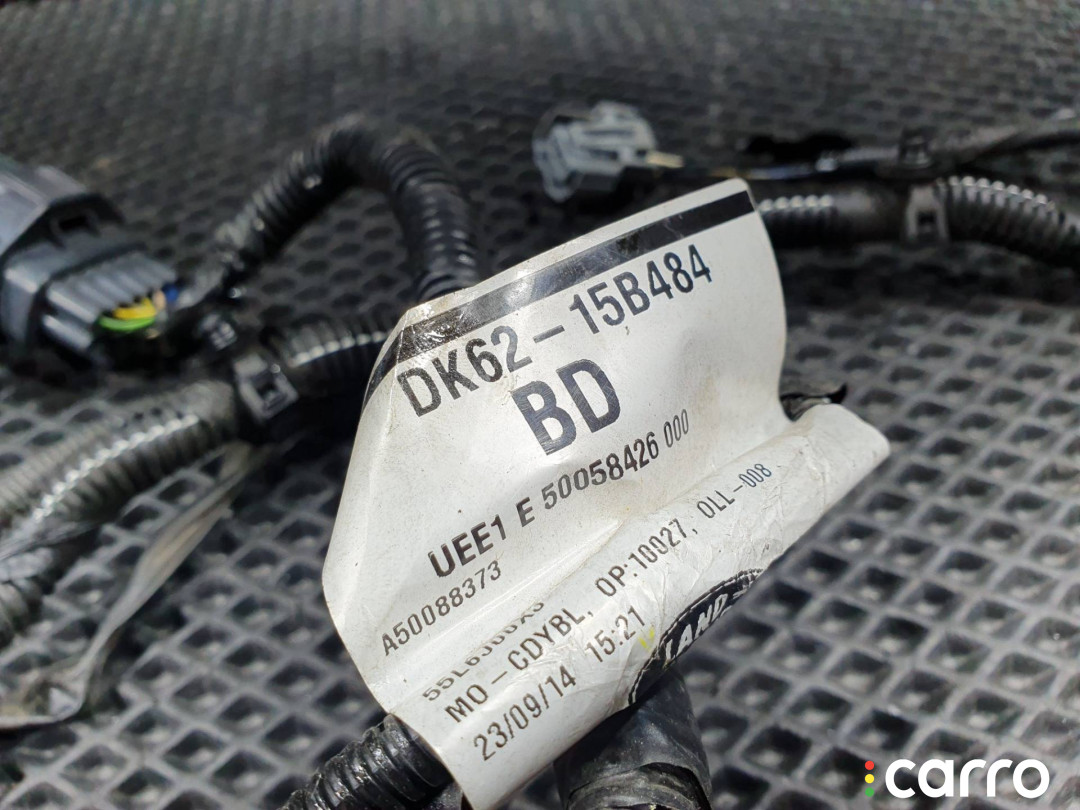 DK62-15B484
BD
UEE1 E 50058426 000
A50088373
MO-CDYBL, OP:10027, OLL-008
23/09/14 15:21
LAND
carro